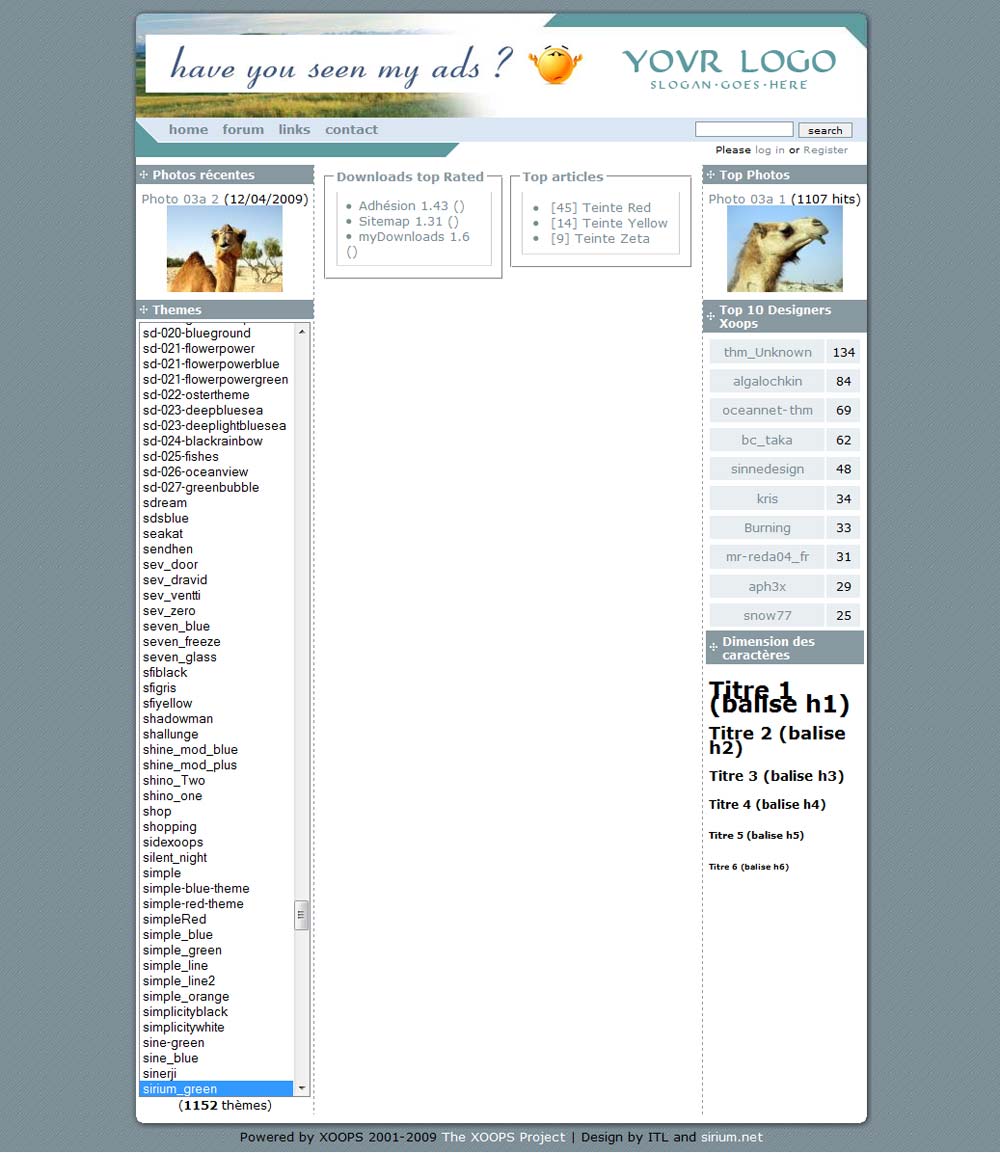 have you seen my ads ?
YOVR LOGO
SLOGAN·GOES·HERE
home forum links contact
search
Please log in or Register
Photos récentes
Photo 03a 2 (12/04/2009)
Themes
sd-020-blueground
sd-021-flowerpower
sd-021-flowerpowerblue
sd-021-flowerpowergreen
sd-022-ostertheme
sd-023-deepbluesea
sd-023-deeplightbluesea
sd-024-blackrainbow
sd-025-fishes
sd-026-oceanview
sd-027-greenbubble
sdream
sdsblue
seakat
sendhen
sev_door
sev_dravid
sev_ventti
sev_zero
seven_blue
seven_freeze
seven_glass
sfiblack
sfigris
sfiyellow
shadowman
shallunge
shine_mod_blue
shine_mod_plus
shino_Two
shino_one
shop
shopping
sidexoops
silent_night
simple
simple-blue-theme
simple-red-theme
simpleRed
simple_blue
simple_green
simple_line
simple_line2
simple_orange
simplicityblack
simplicitywhite
sine-green
sine_blue
sinerji
sirium_green
(1152 thèmes)
Downloads top Rated
Adhésion 1.43 ()
Sitemap 1.31 ()
myDownloads 1.6
()
Top articles
[45] Teinte Red
[14] Teinte Yellow
[9] Teinte Zeta
Top Photos
Photo 03a 1 (1107 hits)
Top 10 Designers
Xoops
thm_Unknown 134
algalochkin 84
oceannet-thm 69
bc_taka 62
sinnedesign 48
kris 34
Burning 33
mr-reda04_fr 31
aph3x 29
snow77 25
Dimension des
caractères
Titre 1
(balise h1)
Titre 2 (balise
h2)
Titre 3 (balise h3)
Titre 4 (balise h4)
Titre 5 (balise h5)
Titre 6 (balise h6)
Powered by XOOPS 2001-2009 The XOOPS Project | Design by ITL and sirium.net